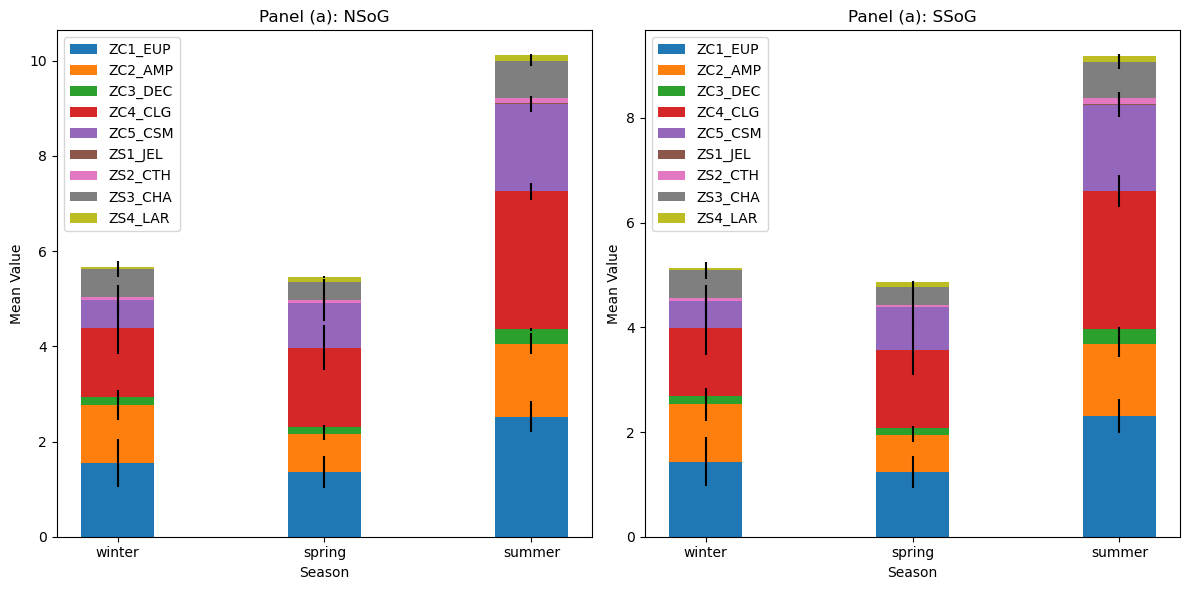 Panel (a): NSoG
Mean Value
10
8
6
4
2
0
ZC1_EUP
ZC2_AMP
ZC3_DEC
ZC4_CLG
ZC5_CSM
ZS1_JEL
ZS2_CTH
ZS3_CHA
ZS4_LAR
winter spring summer
Season
Panel (a): SSoG
Mean Value
8
6
4
2
0
ZC1_EUP
ZC2_AMP
ZC3_DEC
ZC4_CLG
ZC5_CSM
ZS1_JEL
ZS2_CTH
ZS3_CHA
ZS4_LAR
winter spring summer
Season